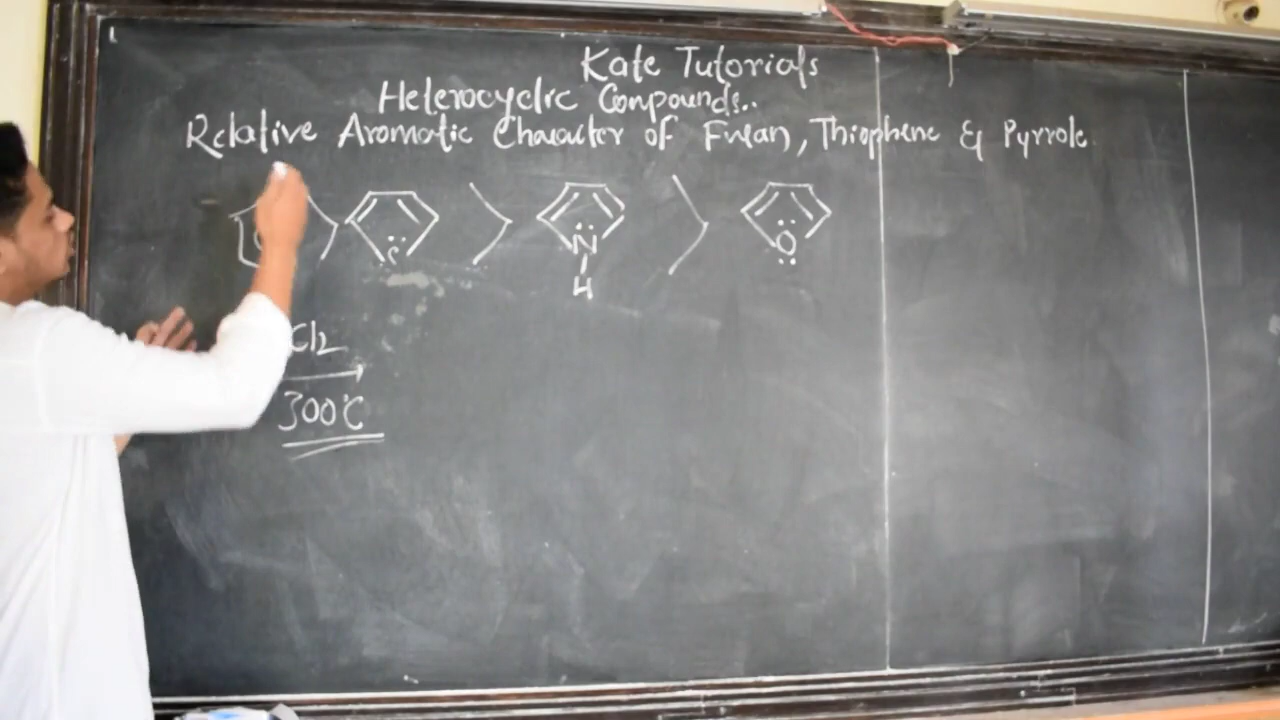 Kate Tutorials
Heterocyclic Compounds..
Relative Aromatic Character of Furan, Thiophene & Pyrrole
> S > N > O
H
Cl2
300°C